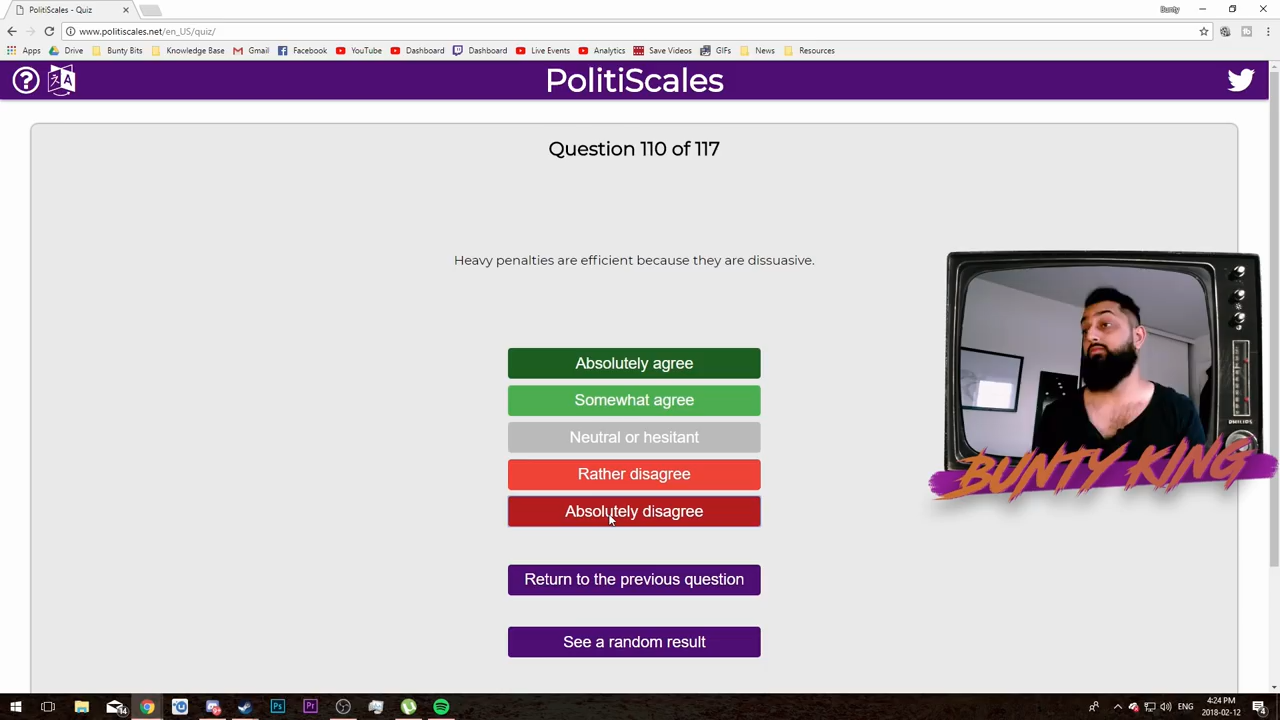 PolitiScales - Quiz
Bunty
www.politiscales.net/en_US/quiz/
Apps Drive Bunty Bits Knowledge Base Gmail Facebook YouTube Dashboard Dashboard Live Events Analytics Save Videos GIFs News Resources
PolitiScales
Question 110 of 117
Heavy penalties are efficient because they are dissuasive.
Absolutely agree
Somewhat agree
Neutral or hesitant
Rather disagree
Absolutely disagree
Return to the previous question
See a random result
PHILIPS
BUNTY KING
ENG
4:24 PM
2018-02-12